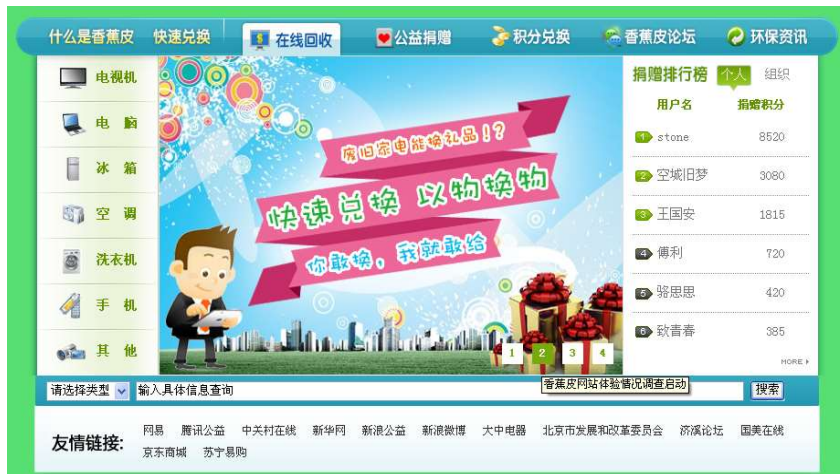 什么是香蕉皮 快速兑换 在线回收 公益捐赠 积分兑换 香蕉皮论坛 环保资讯
电视机
电脑
冰箱
空调
洗衣机
手机
其他
废旧家电能换礼品!?
快速兑换 以物换物
你敢换,我就敢给
1 2 3 4
捐赠排行榜 个人 组织
用户名 捐赠积分
1 stone 8520
2 空城旧梦 3080
3 王国安 1815
4 傅利 720
5 骆思思 420
6 致青春 385
MORE
请选择类型 输入具体信息查询 搜索
香蕉皮网站体验情况调查启动
友情链接:
网易 腾讯公益 中关村在线 新华网 新浪公益 新浪微博 大中电器 北京市发展和改革委员会 济溪论坛 国美在线
京东商城 苏宁易购